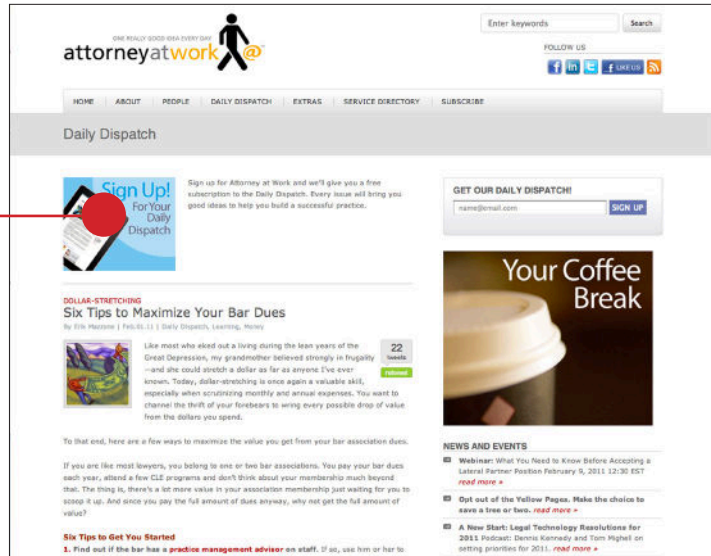 ONE REALLY GOOD IDEA EVERY DAY
attorneyatwork @
Enter keywords
Search
FOLLOW US
LIKE US
HOME
ABOUT
PEOPLE
DAILY DISPATCH
EXTRAS
SERVICE DIRECTORY
SUBSCRIBE
Daily Dispatch
Sign Up!
For Your
Daily
Dispatch
Sign up for Attorney at Work and we'll give you a free
subscription to the Daily Dispatch. Every issue will bring you
good ideas to help you build a successful practice.
GET OUR DAILY DISPATCH!
name@email.com
SIGN UP
Your Coffee
Break
DOLLAR-STRETCHING
Six Tips to Maximize Your Bar Dues
By | Feb.01.11 | Daily Dispatch, Learning, Money
22
tweets
retweet
Like most who eked out a living during the lean years of the
Great Depression, my grandmother believed strongly in frugality
—and she could stretch a dollar as far as anyone I've ever
known. Today, dollar-stretching is once again a valuable skill,
especially when scrutinizing monthly and annual expenses. You want to
channel the thrift of your forebears to wring every possible drop of value
from the dollars you spend.
To that end, here are a few ways to maximize the value you get from your bar association dues.
If you are like most lawyers, you belong to one or two bar associations. You pay your bar dues
each year, attend a few CLE programs and don't think about your membership much beyond
that. The thing is, there's a lot more value in your association membership just waiting for you to
scoop it up. And since you pay the full amount of dues anyway, why not get the full amount of
value?
Six Tips to Get You Started
1. Find out if the bar has a practice management advisor on staff. If so, use him or her to
NEWS AND EVENTS
Webinar: What You Need to Know Before Accepting a
Lateral Partner Position February 9, 2011 12:30 EST
read more »
Opt out of the Yellow Pages. Make the choice to
save a tree or two. read more »
A New Start: Legal Technology Resolutions for
2011 Podcast: Dennis Kennedy and Tom Mighell on
setting priorities for 2011. read more »